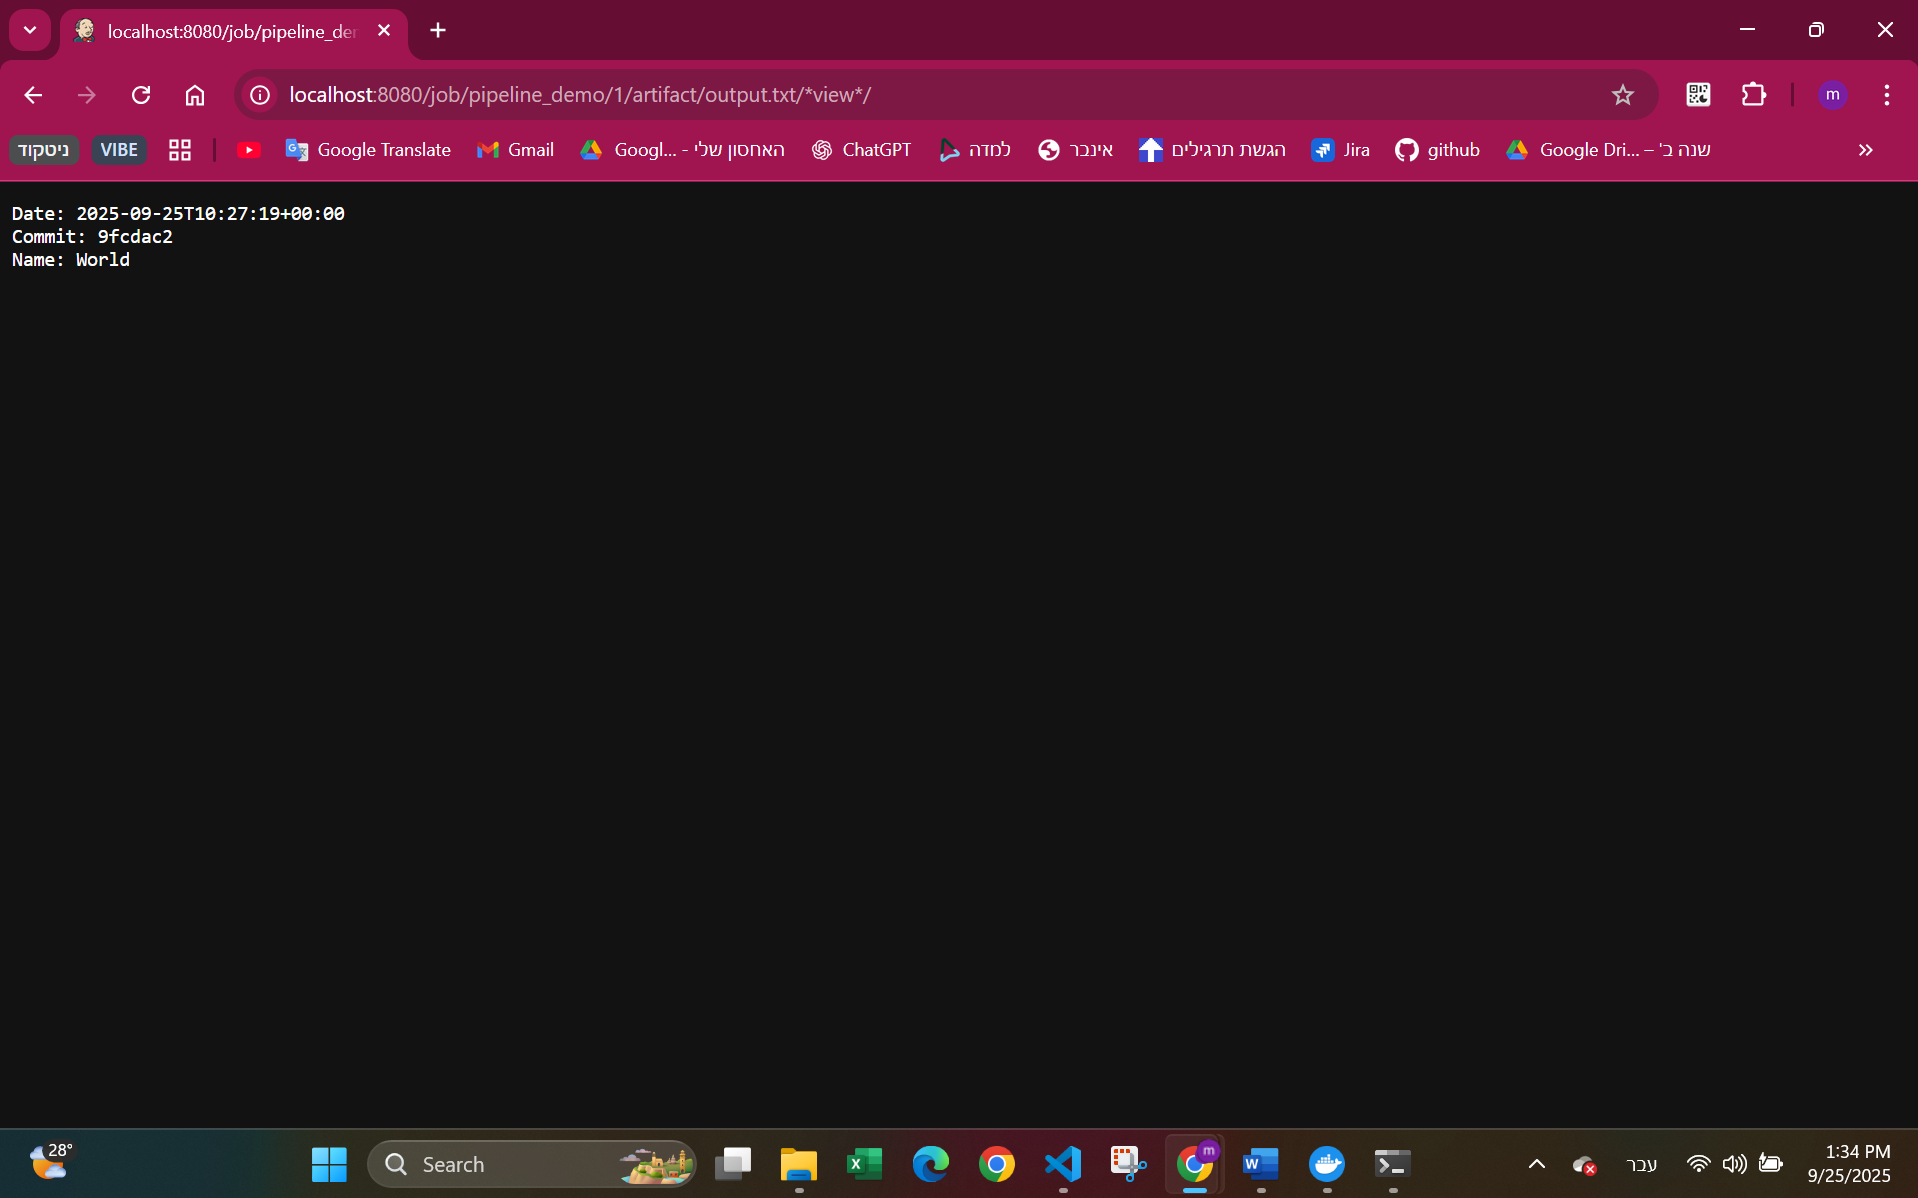 localhost:8080/job/pipeline_de
localhost:8080/job/pipeline_demo/1/artifact/output.txt/*view*/
m
ניטקוד
VIBE
Google Translate
Gmail
האחסון שלי - Googl...
ChatGPT
למדה
אינבר
הגשת תרגילים
Jira
github
שנה ב' – Google Dri...
Date: 2025-09-25T10:27:19+00:00
Commit: 9fcdac2
Name: World
28°
Search
m
עבר
1:34 PM
9/25/2025